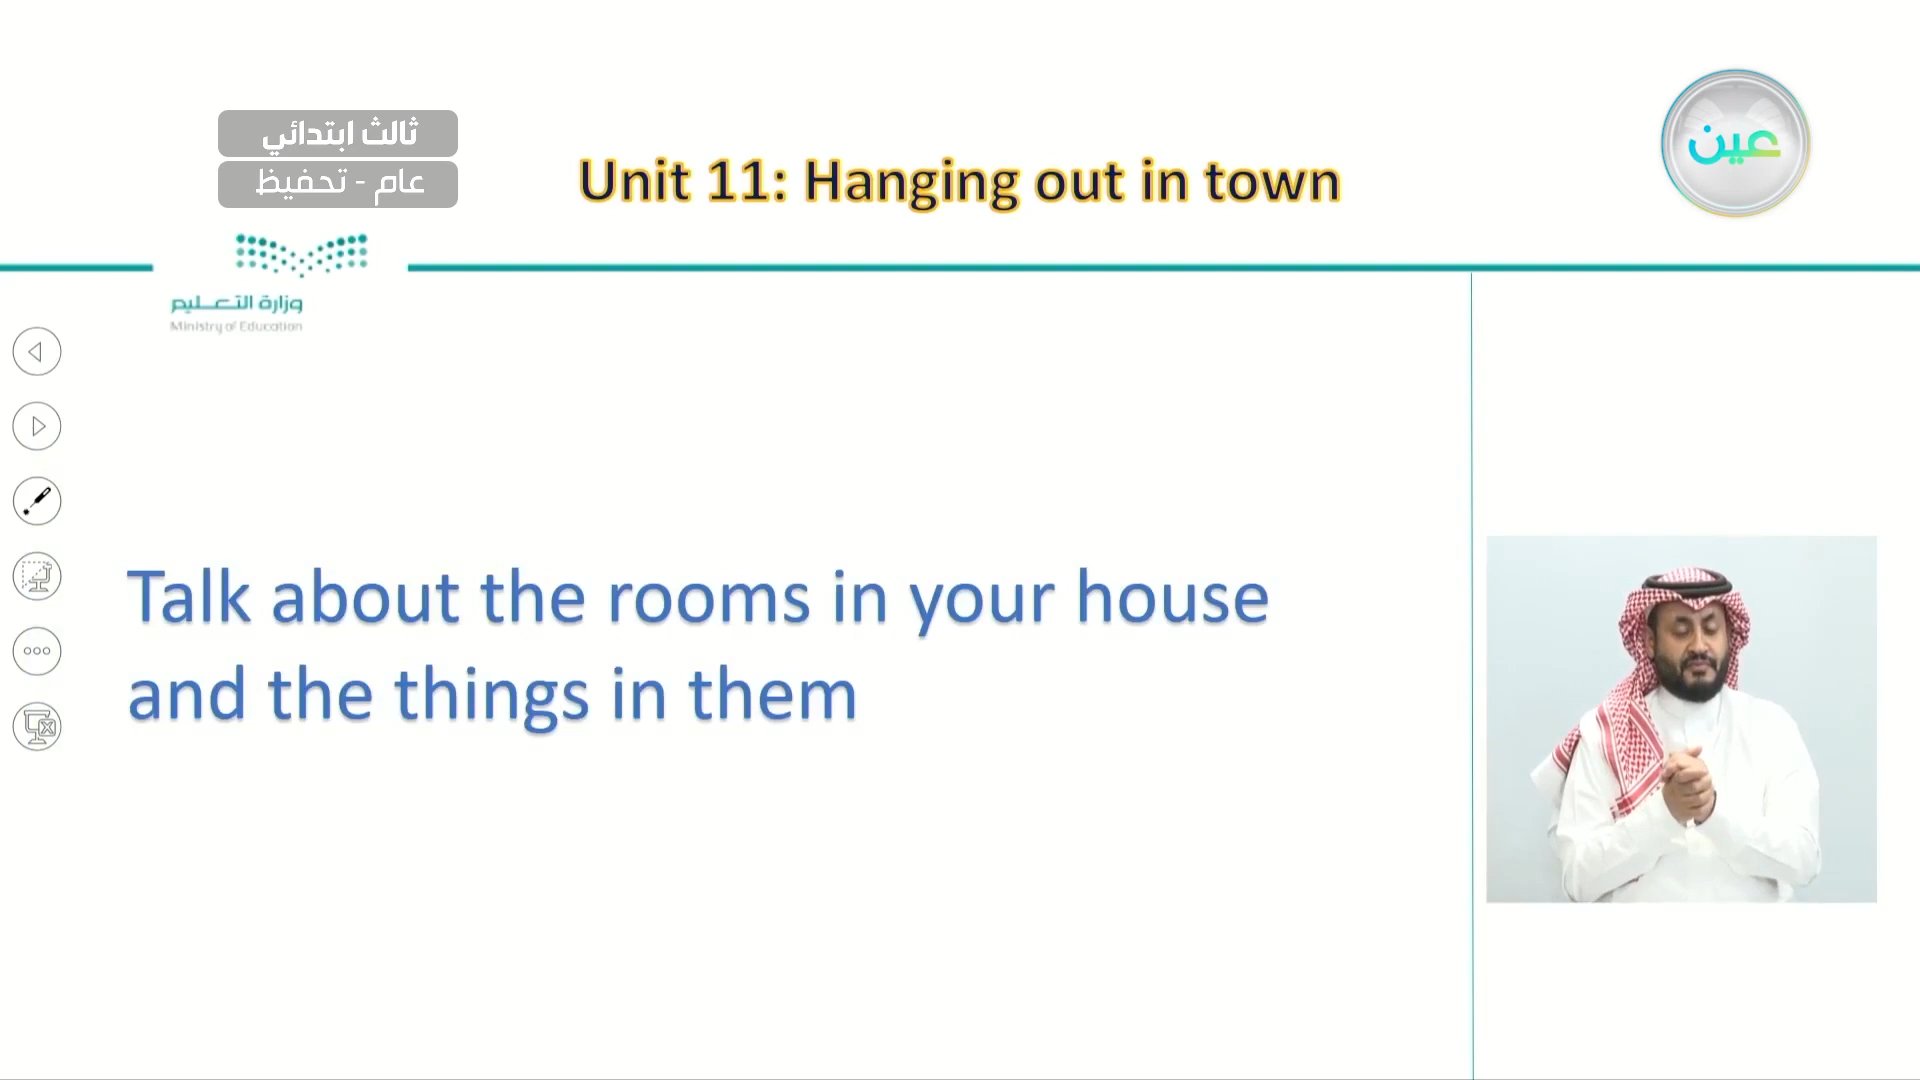 ثالث ابتدائي
عام - تحفيظ
Unit 11: Hanging out in town
عين
وزارة التعليم
Ministry of Education
Talk about the rooms in your house
and the things in them